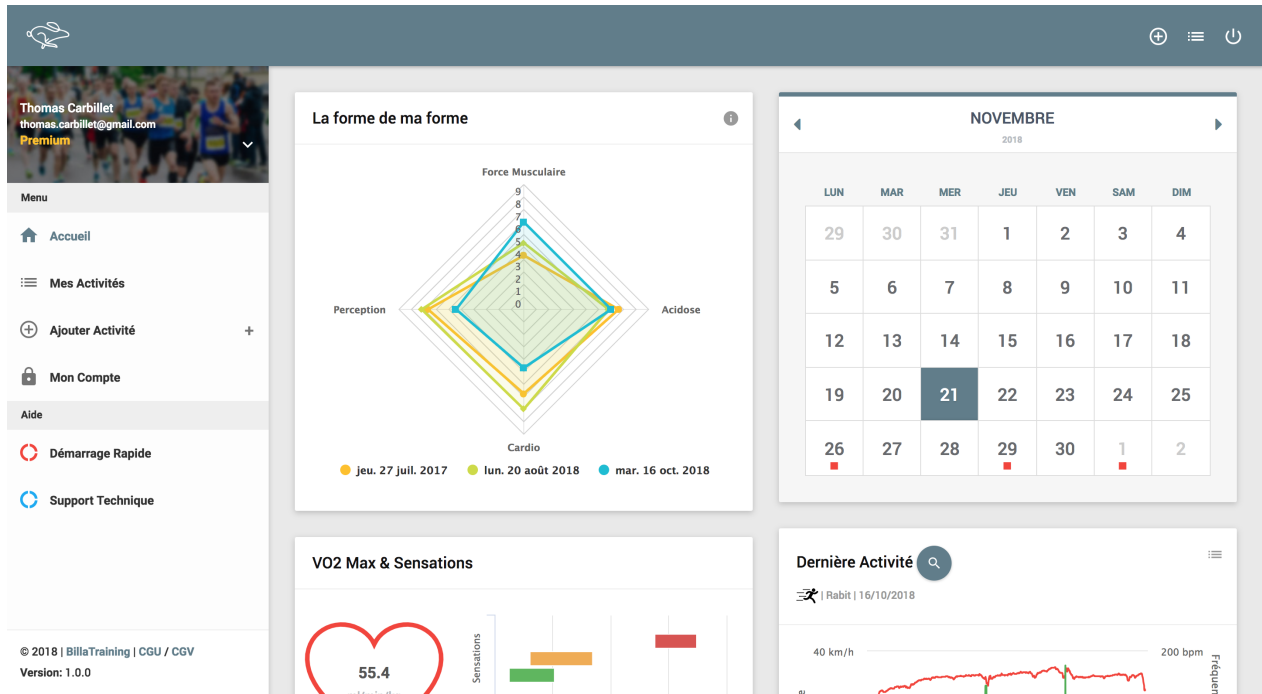 Thomas Carbillet
thomas.carbillet@gmail.com
Premium
Menu
Accueil
Mes Activités
Ajouter Activité +
Mon Compte
Aide
Démarrage Rapide
Support Technique
© 2018 | BillaTraining | CGU / CGV
Version: 1.0.0
La forme de ma forme
Force Musculaire
9
8
7
6
5
4
3
2
1
0
Perception
Acidose
Cardio
jeu. 27 juil. 2017 lun. 20 août 2018 mar. 16 oct. 2018
NOVEMBRE
2018
LUN MAR MER JEU VEN SAM DIM
29 30 31 1 2 3 4
5 6 7 8 9 10 11
12 13 14 15 16 17 18
19 20 21 22 23 24 25
26 27 28 29 30 1 2
VO2 Max & Sensations
55.4
Sensations
Dernière Activité
| Rabit | 16/10/2018
40 km/h
200 bpm